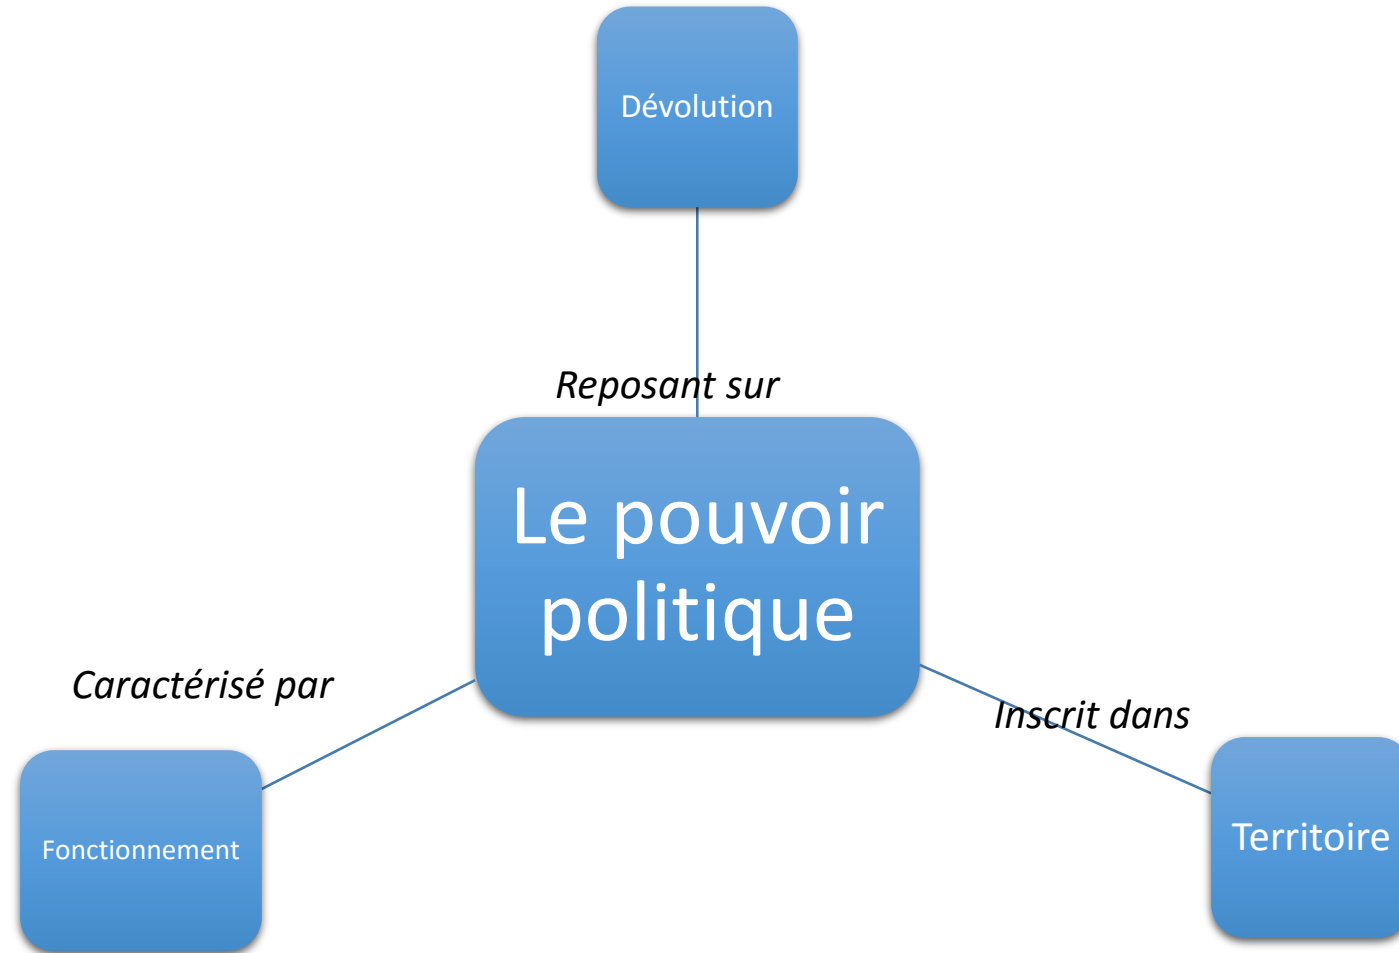 Dévolution
Reposant sur
Le pouvoir
politique
Caractérisé par
Inscrit dans
Fonctionnement
Territoire